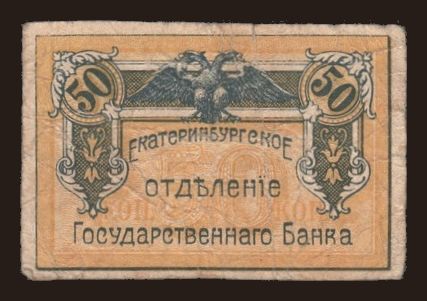 50 50
ЕКАТЕРИНБУРГСКОЕ
ОТДѢЛЕНІЕ
ГОСУДАРСТВЕННАГО БАНКА